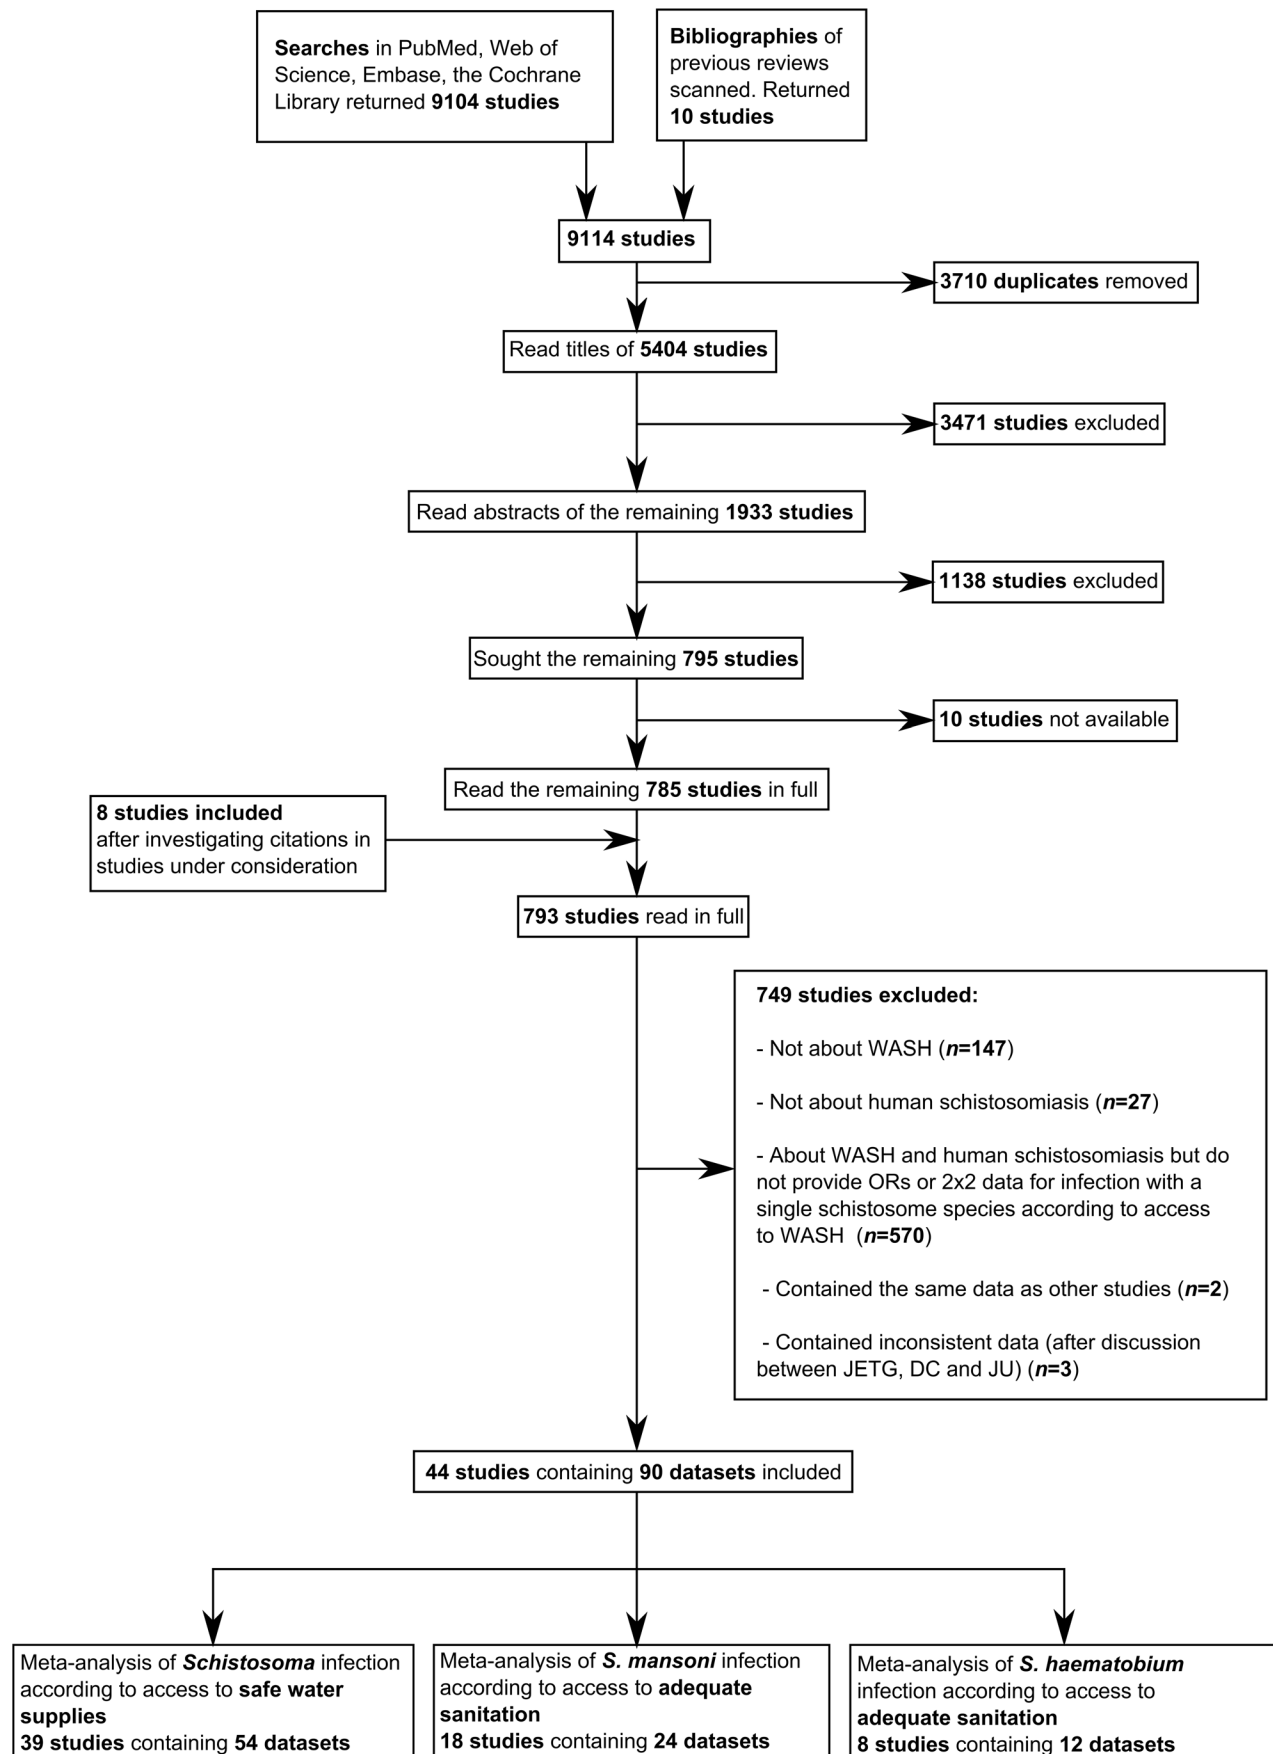 Searches in PubMed, Web of
Science, Embase, the Cochrane
Library returned 9104 studies
Bibliographies of
previous reviews
scanned. Returned
10 studies
9114 studies
3710 duplicates removed
Read titles of 5404 studies
3471 studies excluded
Read abstracts of the remaining 1933 studies
1138 studies excluded
Sought the remaining 795 studies
10 studies not available
Read the remaining 785 studies in full
8 studies included
after investigating citations in
studies under consideration
793 studies read in full
749 studies excluded:
- Not about WASH (n=147)
- Not about human schistosomiasis (n=27)
- About WASH and human schistosomiasis but do
not provide ORs or 2x2 data for infection with a
single schistosome species according to access
to WASH (n=570)
- Contained the same data as other studies (n=2)
- Contained inconsistent data (after discussion
between JETG, DC and JU) (n=3)
44 studies containing 90 datasets included
Meta-analysis of Schistosoma infection
according to access to safe water
supplies
39 studies containing 54 datasets
Meta-analysis of S. mansoni infection
according to access to adequate
sanitation
18 studies containing 24 datasets
Meta-analysis of S. haematobium
infection according to access to
adequate sanitation
8 studies containing 12 datasets